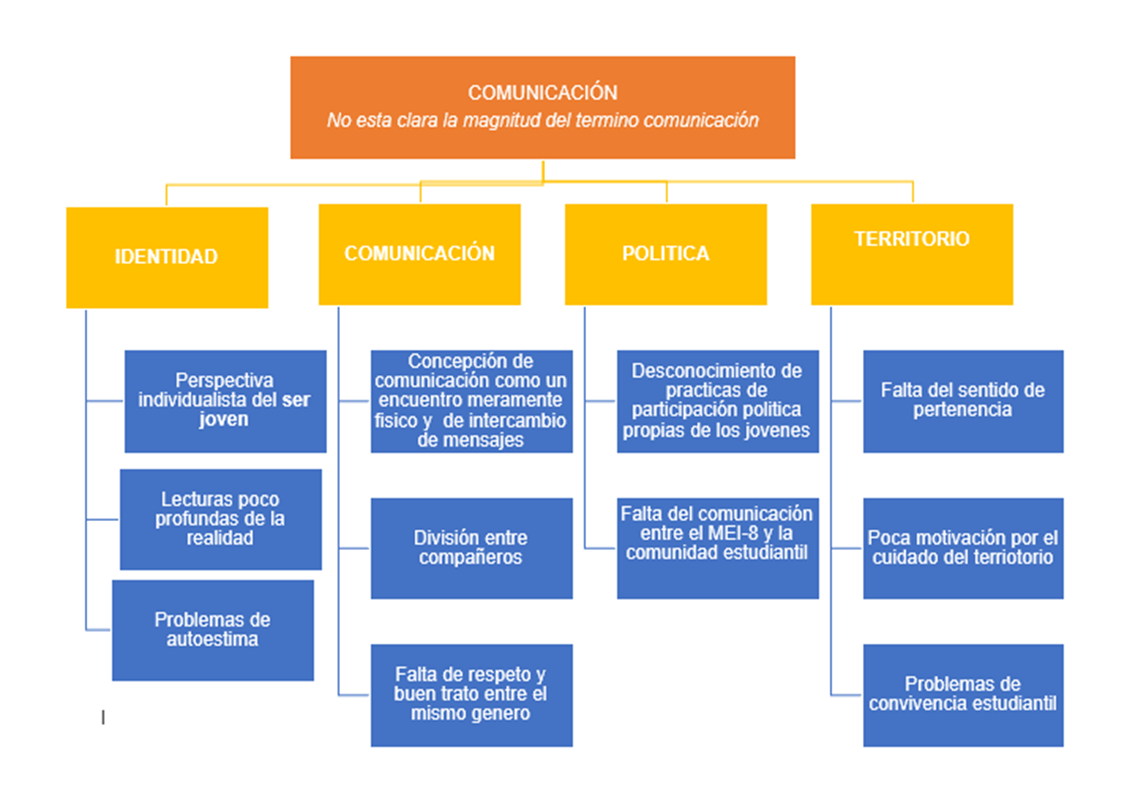 COMUNICACIÓN
No esta clara la magnitud del termino comunicación
IDENTIDAD
Perspectiva
individualista del ser
joven
Lecturas poco
profundas de la
realidad
Problemas de
autoestima
COMUNICACIÓN
Concepción de
comunicación como un
encuentro meramente
fisico y de intercambio
de mensajes
División entre
compañeros
Falta de respeto y
buen trato entre el
mismo genero
POLITICA
Desconocimiento de
practicas de
participación politica
propias de los jovenes
Falta del comunicación
entre el MEI-8 y la
comunidad estudiantil
TERRITORIO
Falta del sentido de
pertenencia
Poca motivación por el
cuidado del terriotorio
Problemas de
convivencia estudiantil